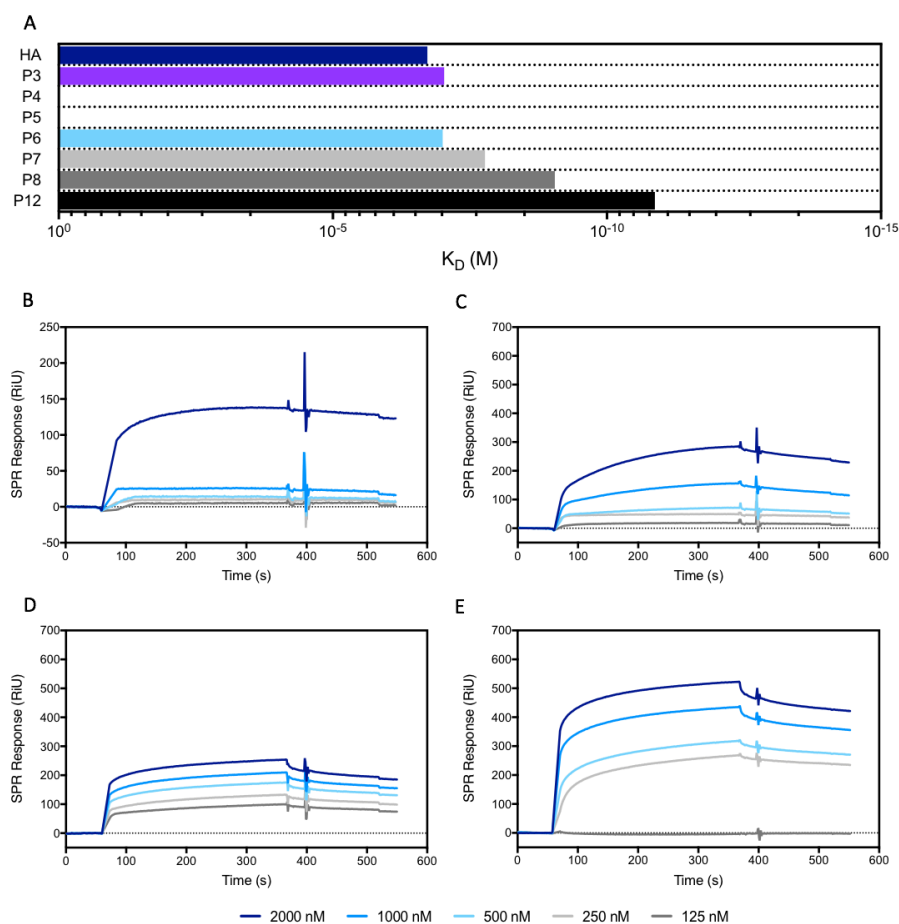 A
HA
P3
P4
P5
P6
P7
P8
P12
10^0 10^-5 10^-10 10^-15
K_D (M)
B
250
200
150
100
50
0
-50
SPR Response (RiU)
0 100 200 300 400 500 600
Time (s)
C
700
600
500
400
300
200
100
0
SPR Response (RiU)
0 100 200 300 400 500 600
Time (s)
D
700
600
500
400
300
200
100
0
SPR Response (RiU)
0 100 200 300 400 500 600
Time (s)
E
700
600
500
400
300
200
100
0
SPR Response (RiU)
0 100 200 300 400 500 600
Time (s)
2000 nM 1000 nM 500 nM 250 nM 125 nM